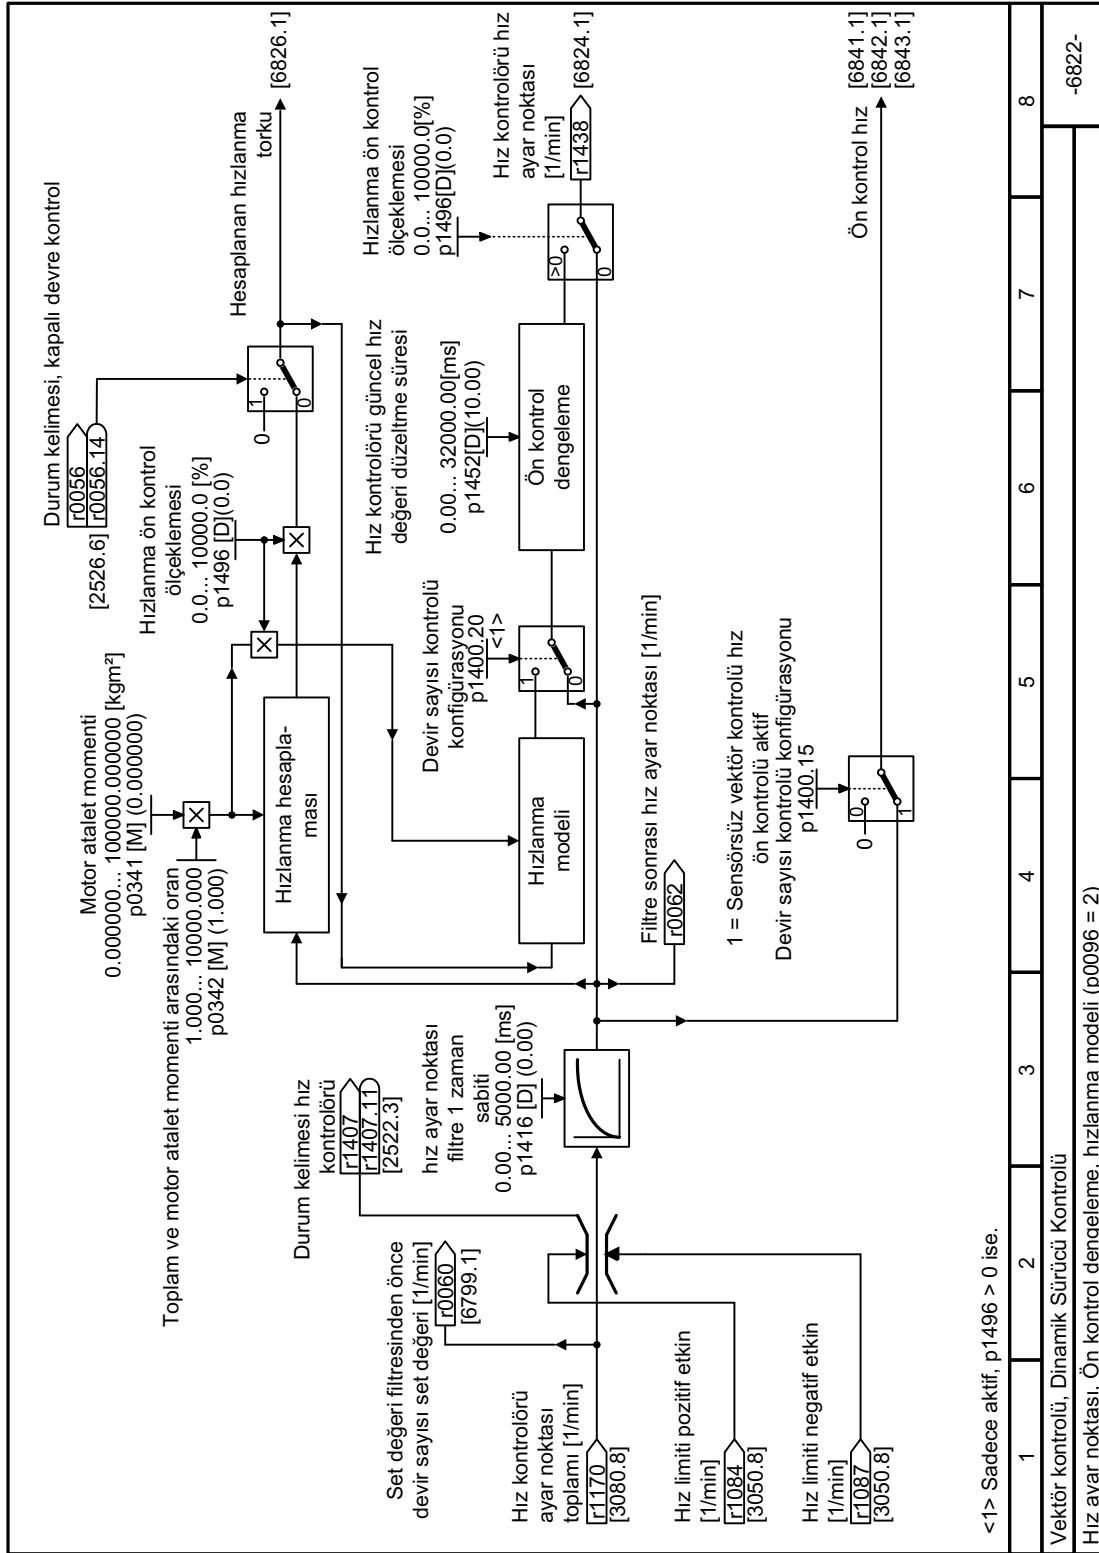 Durum kelimesi, kapalı devre kontrol
r0056
[2526.6] r0056.14
Motor atalet momenti
0.000000... 10000.000000 [kgm²]
p0341 [M] (0.000000)
Toplam ve motor atalet momenti arasındaki oran
1.000... 10000.000
p0342 [M] (1.000)
Hızlanma ön kontrol
ölçeklemesi
0.0... 10000.0 [%]
p1496 [D](0.0)
Hızlanma hesapla-
ması
1
0
0
Hesaplanan hızlanma
torku
[6826.1]
Durum kelimesi hız
kontrolörü
r1407
r1407.11
[2522.3]
Set değeri filtresinden önce
devir sayısı set değeri [1/min]
r0060
[6799.1]
hız ayar noktası
filtre 1 zaman
sabiti
0.00... 5000.00 [ms]
p1416 [D] (0.00)
Hızlanma
modeli
Devir sayısı kontrolü
konfigürasyonu
p1400.20
<1>
1
0
Hız kontrolörü güncel hız
değeri düzeltme süresi
0.00... 32000.00[ms]
p1452[D](10.00)
Ön kontrol
dengeleme
Hızlanma ön kontrol
ölçeklemesi
0.0... 10000.0[%]
p1496[D](0.0)
>0
0
Hız kontrolörü hız
ayar noktası
[1/min]
r1438
[6824.1]
Hız kontrolörü
ayar noktası
toplamı [1/min]
r1170
[3080.8]
Filtre sonrası hız ayar noktası [1/min]
r0062
Hız limiti pozitif etkin
[1/min]
r1084
[3050.8]
1 = Sensörsüz vektör kontrolü hız
ön kontrolü aktif
Devir sayısı kontrolü konfigürasyonu
p1400.15
0
0
1
Ön kontrol hız
[6841.1]
[6842.1]
[6843.1]
Hız limiti negatif etkin
[1/min]
r1087
[3050.8]
<1> Sadece aktif, p1496 > 0 ise.
1 2 3 4 5 6 7 8
Vektör kontrolü, Dinamik Sürücü Kontrolü
-6822-
Hız ayar noktası, Ön kontrol dengeleme, hızlanma modeli (p0096 = 2)